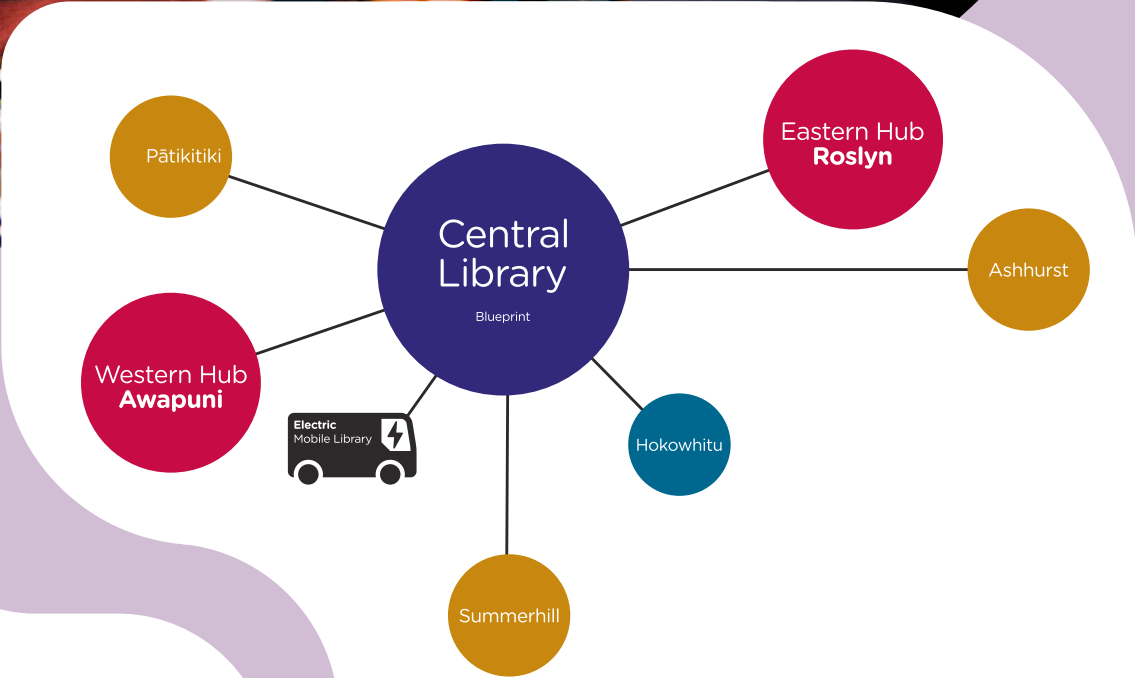 Pātikitiki
Central
Library
Blueprint
Eastern Hub
Roslyn
Ashhurst
Western Hub
Awapuni
Electric
Mobile Library
Hokowhitu
Summerhill